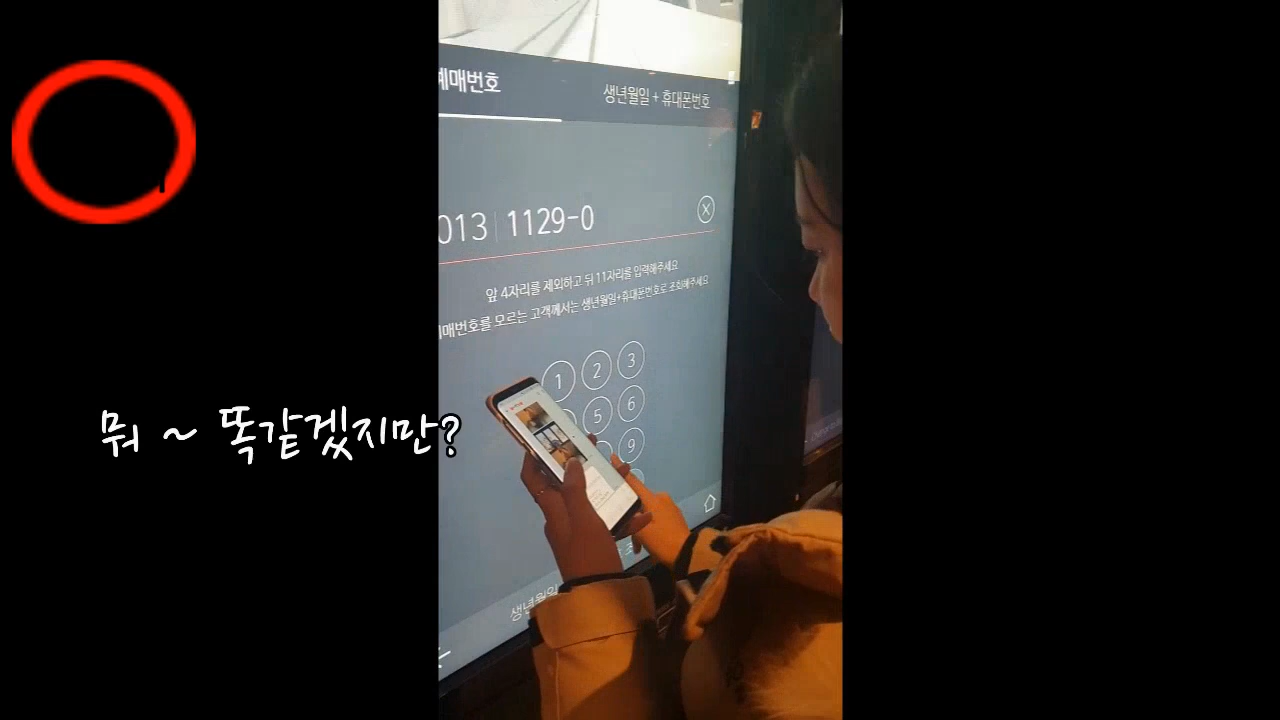 예매번호
생년월일 + 휴대폰번호
013 1129-0
앞 4자리를 제외하고 뒤 11자리를 입력해주세요
예매번호를 모르는 고객께서는 생년월일+휴대폰번호로 조회해주세요
1 2 3
5 6
9
뭐 ~ 똑같겠지만?
생년월일